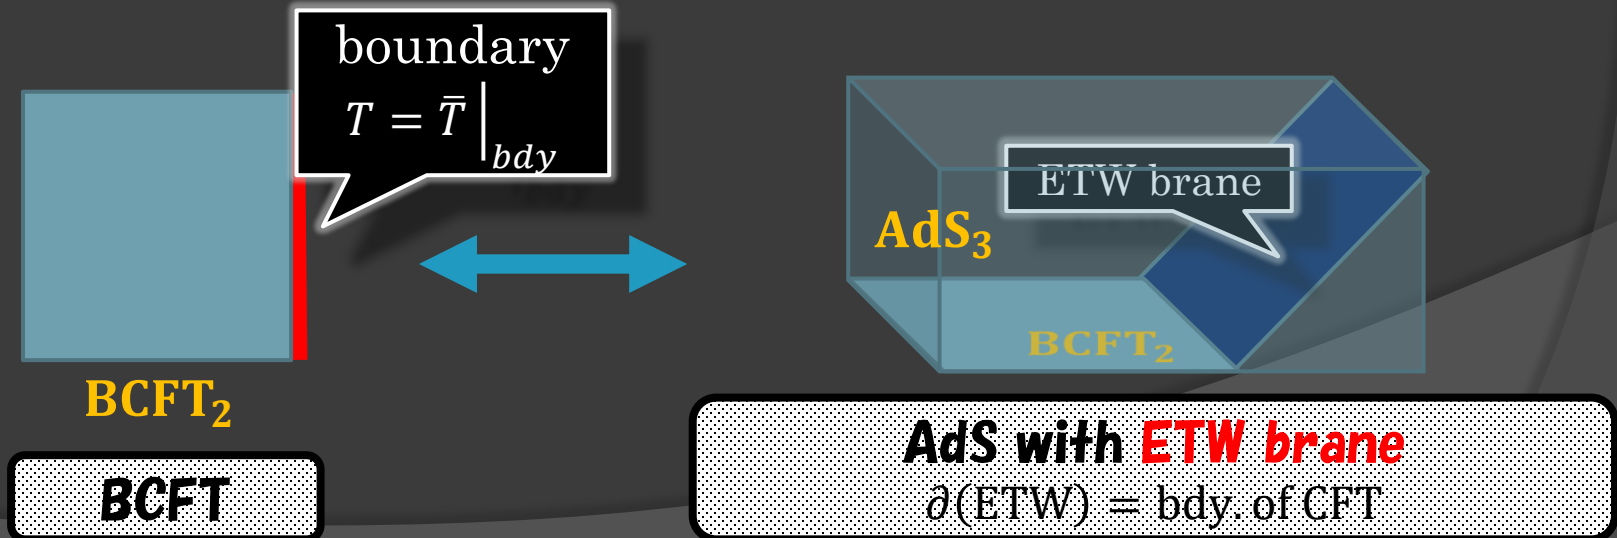 boundary
T = T̄ |bdy
ETW brane
AdS₃
BCFT₂
BCFT₂
AdS with ETW brane
BCFT
∂(ETW) = bdy. of CFT